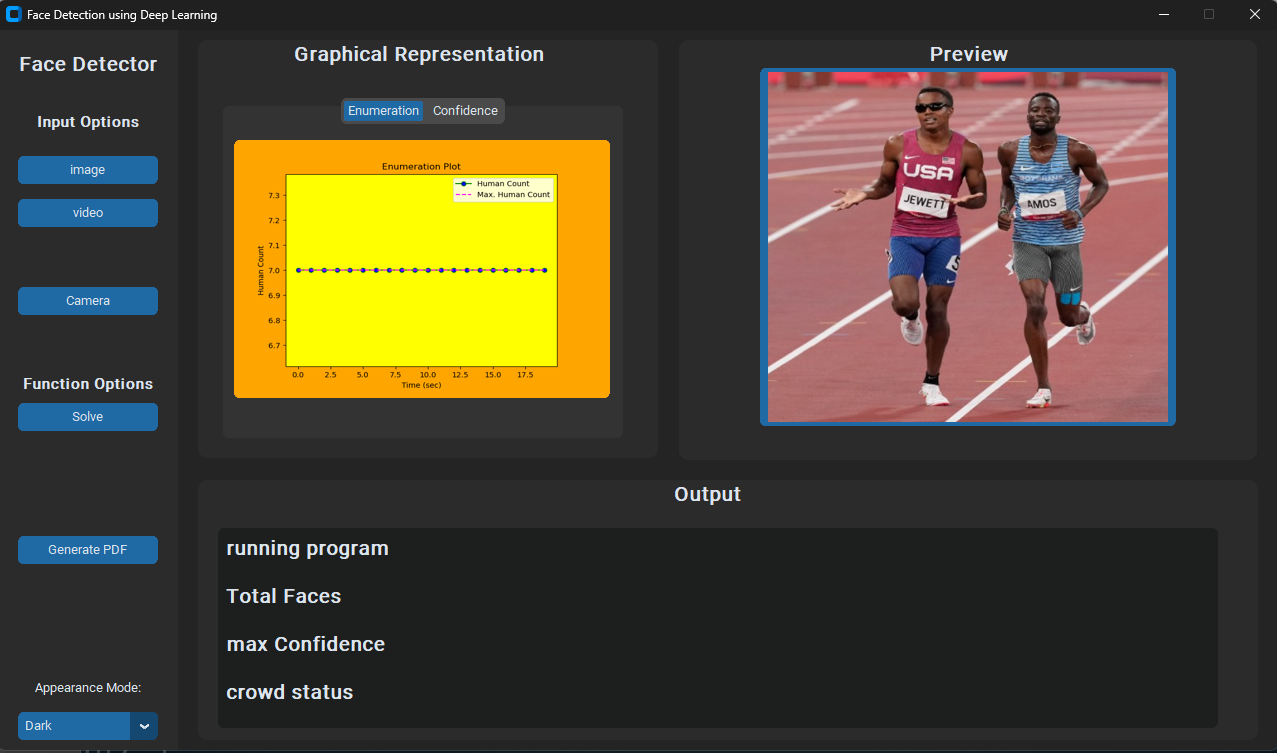 Face Detection using Deep Learning
Face Detector
Input Options
image
video
Camera
Function Options
Solve
Generate PDF
Appearance Mode:
Dark
Graphical Representation
Enumeration Confidence
Enumeration Plot
Human Count
Max. Human Count
7.3
7.2
7.1
7.0
6.9
6.8
6.7
Human Count
0.0 2.5 5.0 7.5 10.0 12.5 15.0 17.5
Time (sec)
Preview
USA
JEWETT
5
BOTSWANA
AMOS
Output
running program
Total Faces
max Confidence
crowd status